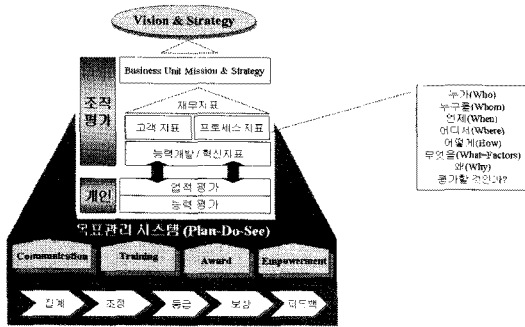 Vision & Strategy
Business Unit Mission & Strategy
조직
평가
재무지표
고객 지표
프로세스 지표
능력개발 / 혁신지표
개인
업적 평가
능력 평가
목표관리 시스템 (Plan-Do-See)
Communication
Training
Award
Empowerment
집계
조정
등급
보상
피드백
누가(Who)
누구를(Whom)
언제(When)
어디서(Where)
어떻게(How)
무엇을(What=Factors)
왜(Why)
평가할 것인가?